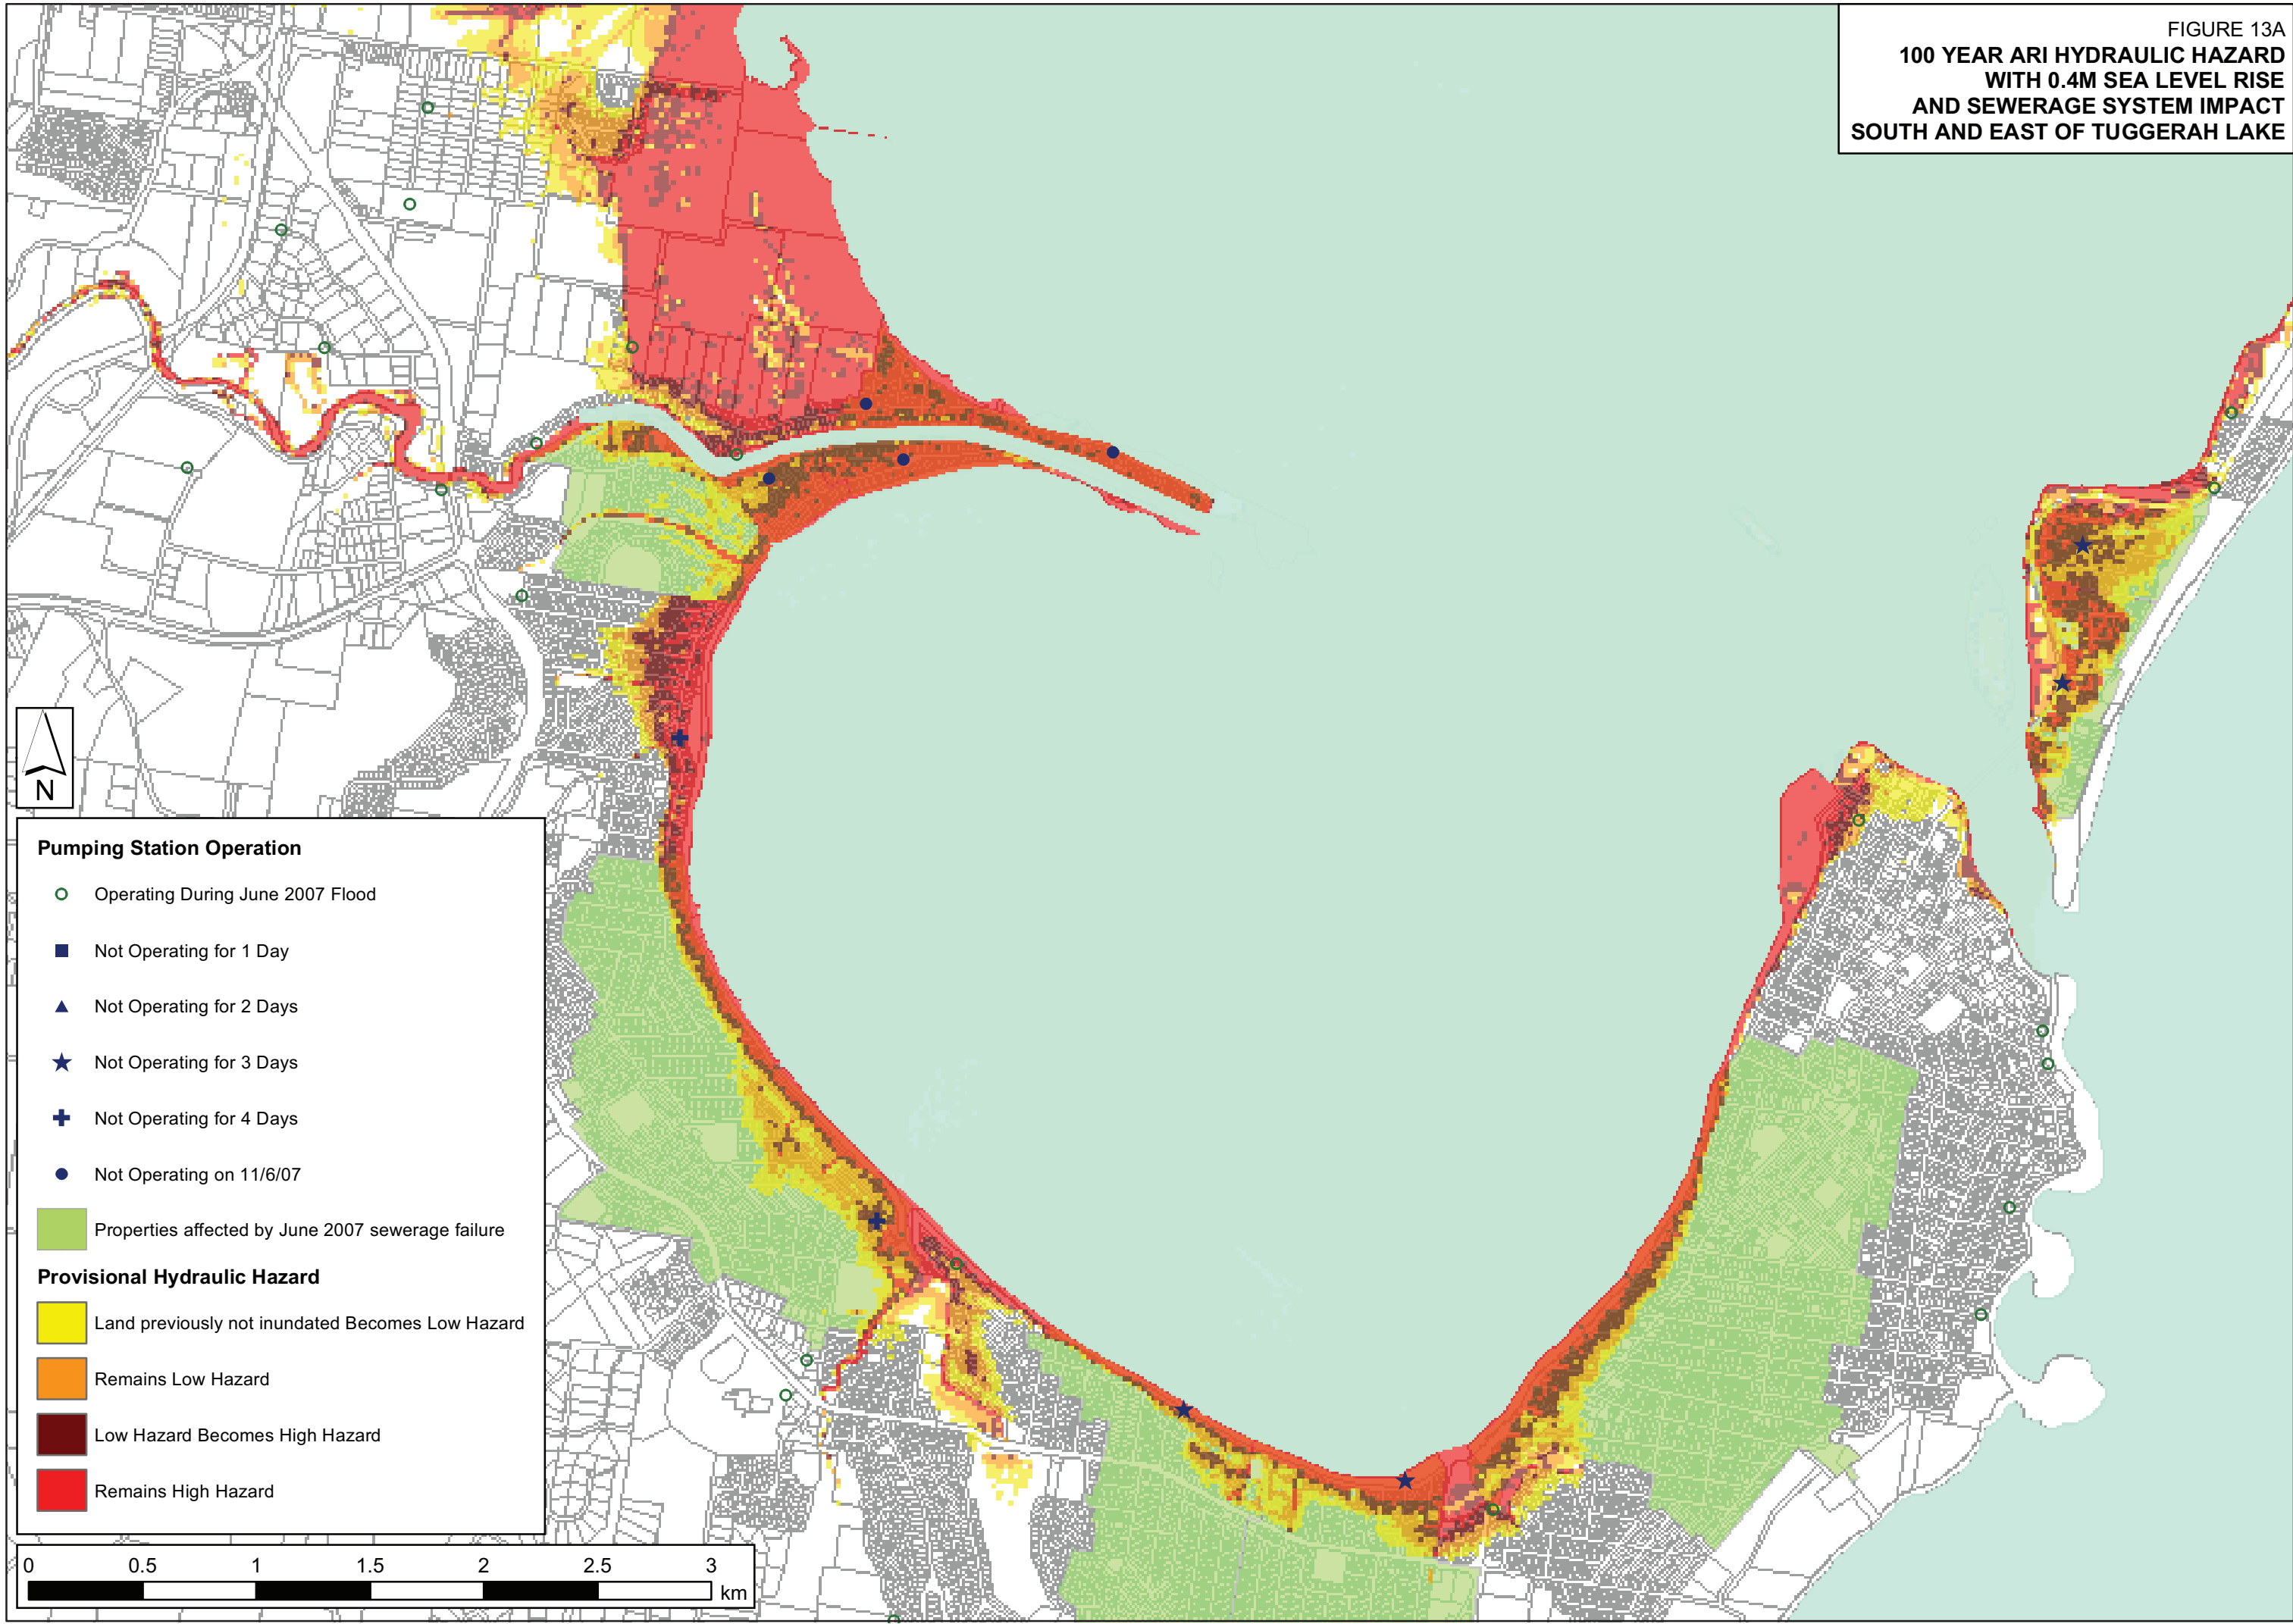 FIGURE 13A
100 YEAR ARI HYDRAULIC HAZARD
WITH 0.4M SEA LEVEL RISE
AND SEWERAGE SYSTEM IMPACT
SOUTH AND EAST OF TUGGERAH LAKE
N
Pumping Station Operation
Operating During June 2007 Flood
Not Operating for 1 Day
Not Operating for 2 Days
Not Operating for 3 Days
Not Operating for 4 Days
Not Operating on 11/6/07
Properties affected by June 2007 sewerage failure
Provisional Hydraulic Hazard
Land previously not inundated Becomes Low Hazard
Remains Low Hazard
Low Hazard Becomes High Hazard
Remains High Hazard
0 0.5 1 1.5 2 2.5 3
km